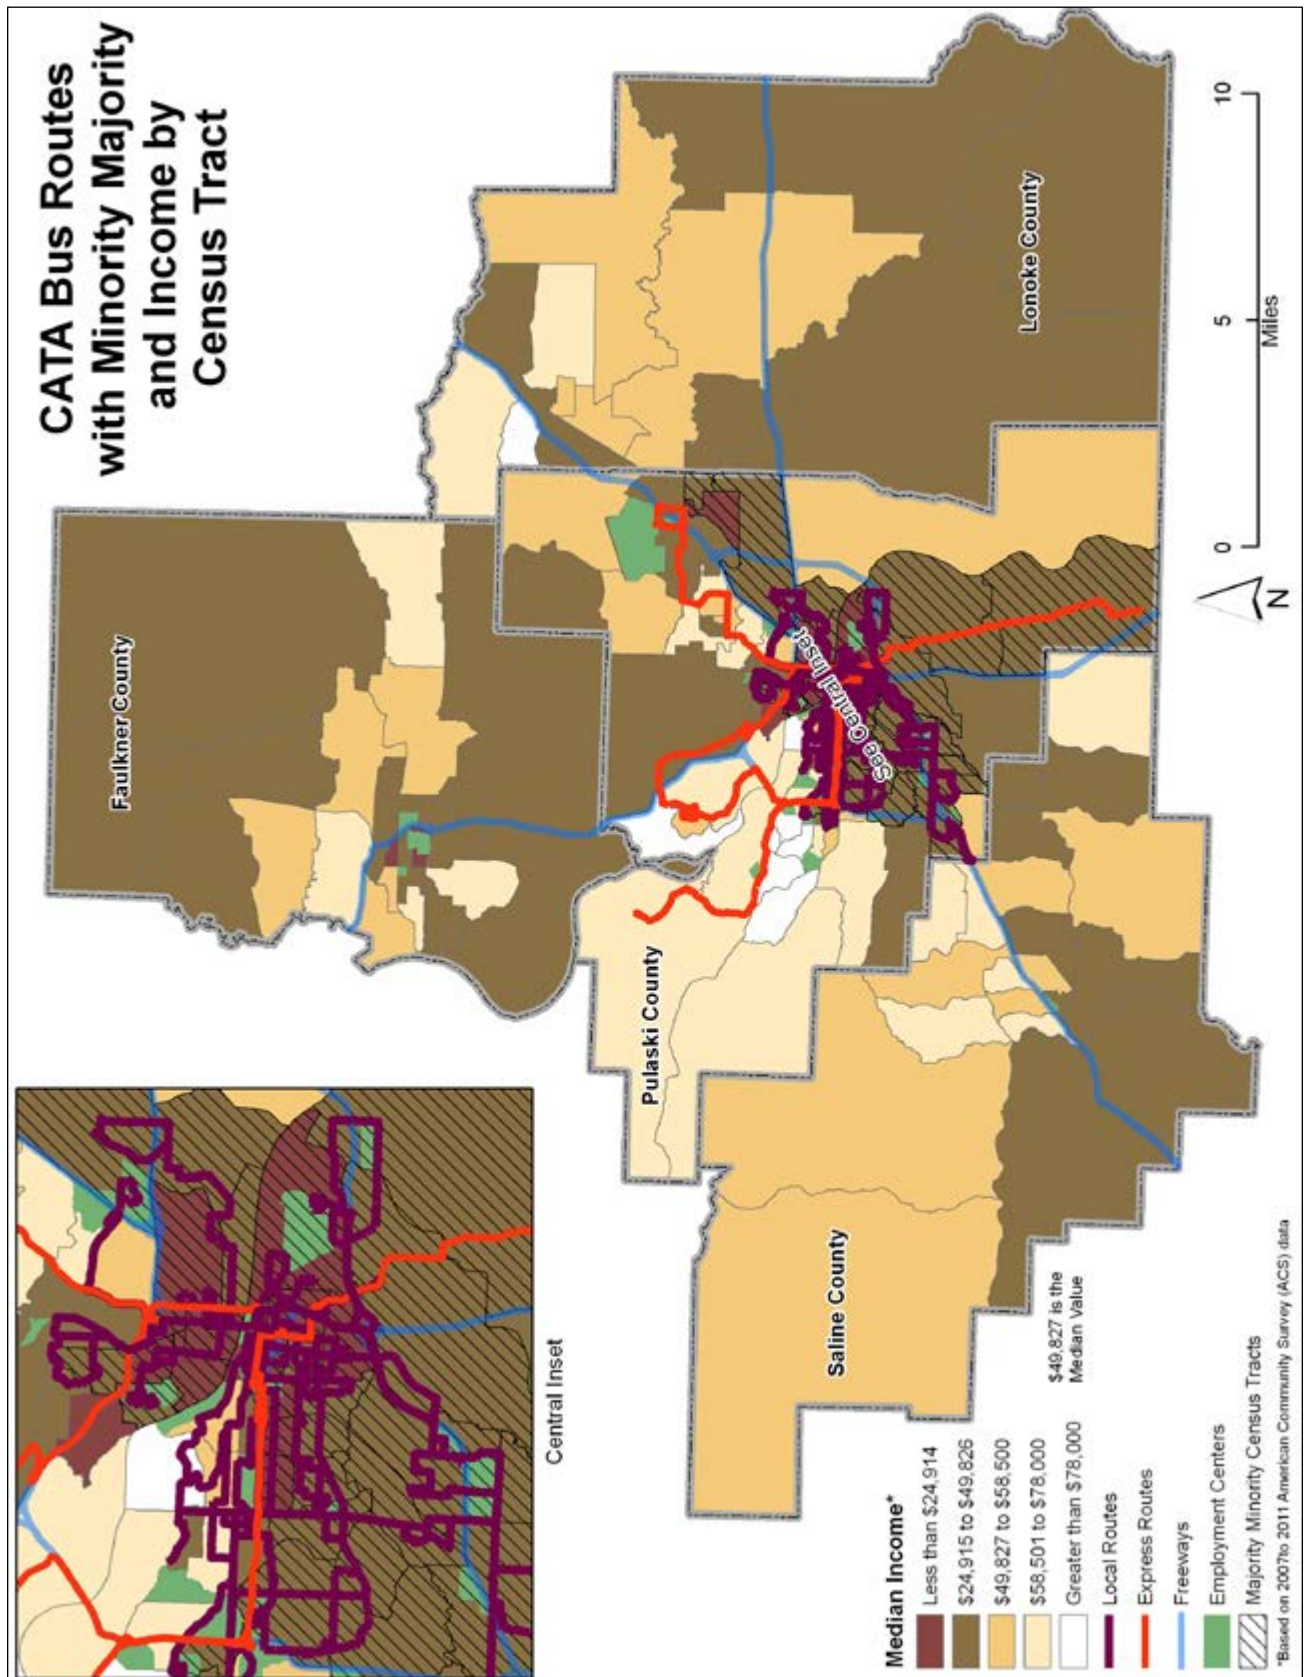 CATA Bus Routes
with Minority Majority
and Income by
Census Tract
Faulkner County
Lonoke County
Pulaski County
Saline County
See Central Inset
Central Inset
N
0 5 10
Miles
Median Income*
Less than $24,914
$24,915 to $49,826
$49,827 to $58,500
$58,501 to $78,000
Greater than $78,000
$49,827 is the
Median Value
Local Routes
Express Routes
Freeways
Employment Centers
Majority Minority Census Tracts
*Based on 2007to 2011 American Community Survey (ACS) data